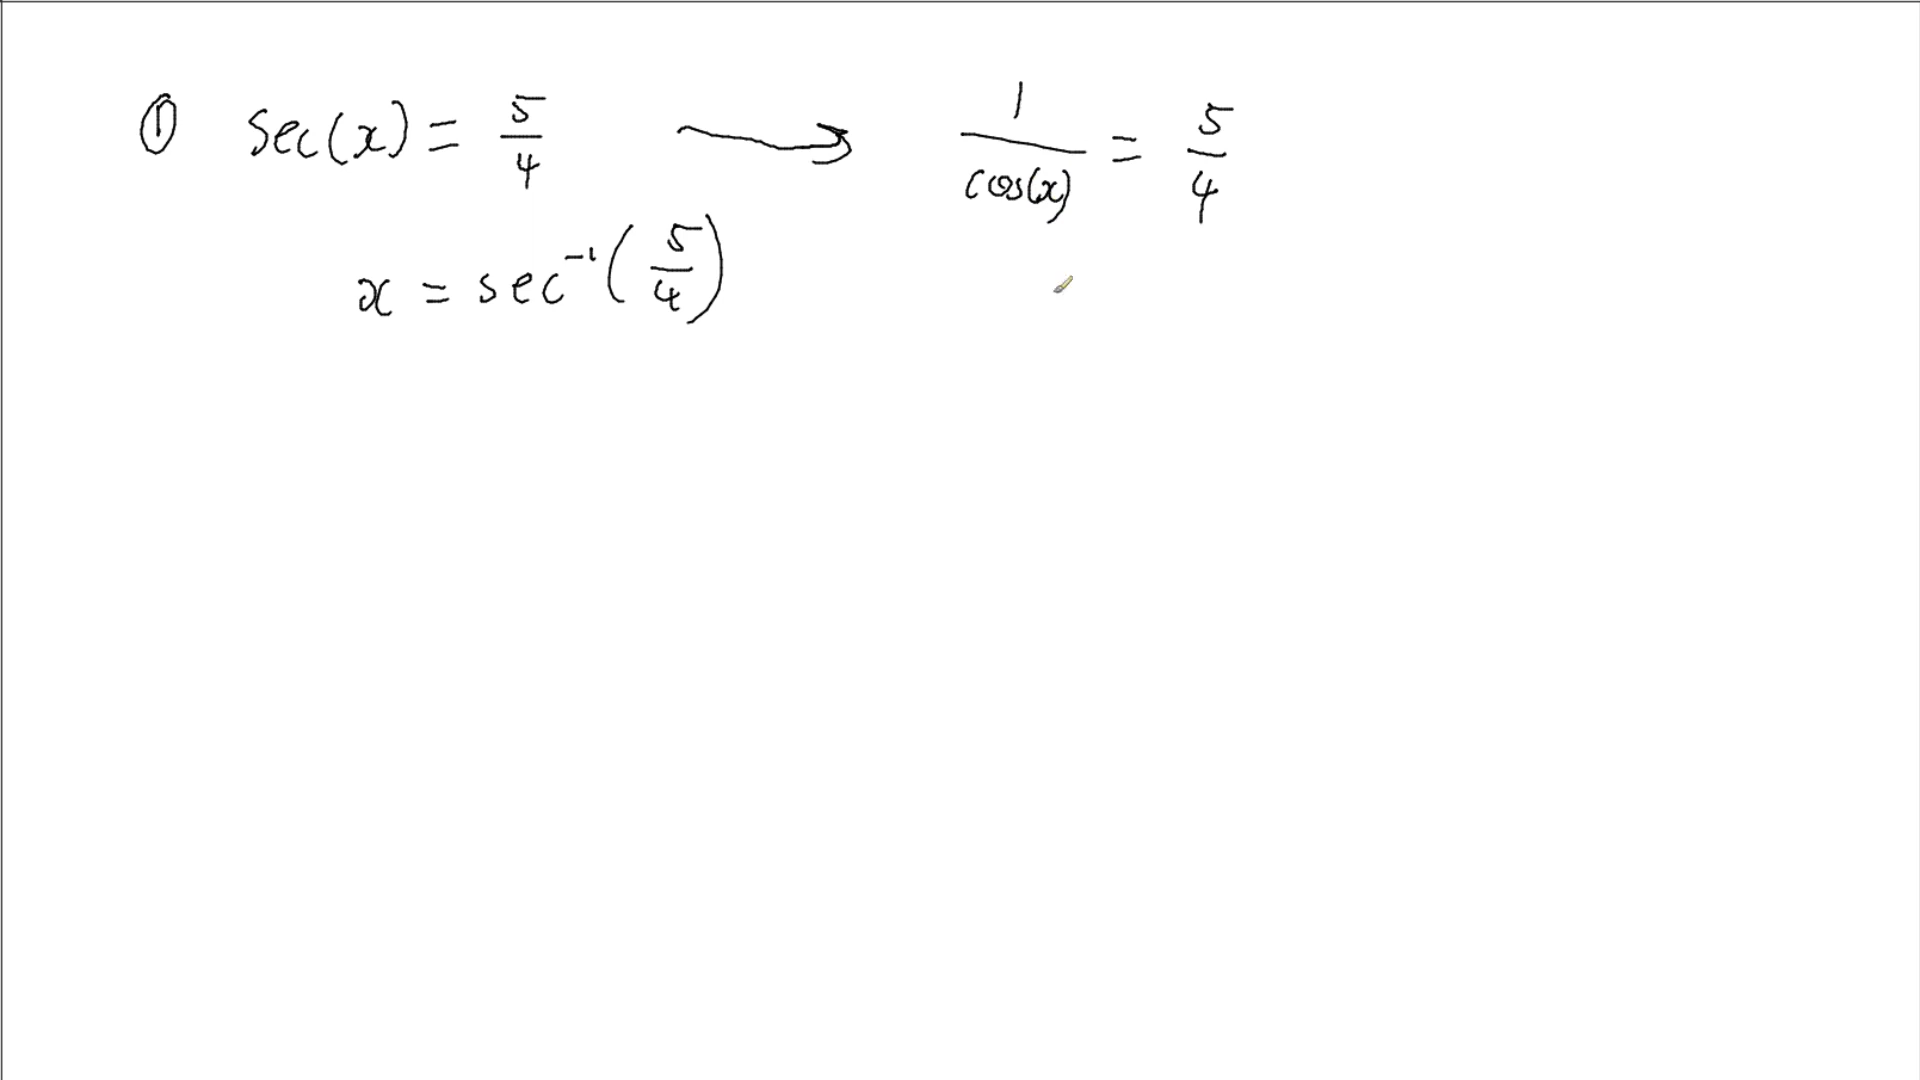 ① sec(x) = 5/4 → 1/cos(x) = 5/4
x = sec⁻¹(5/4)